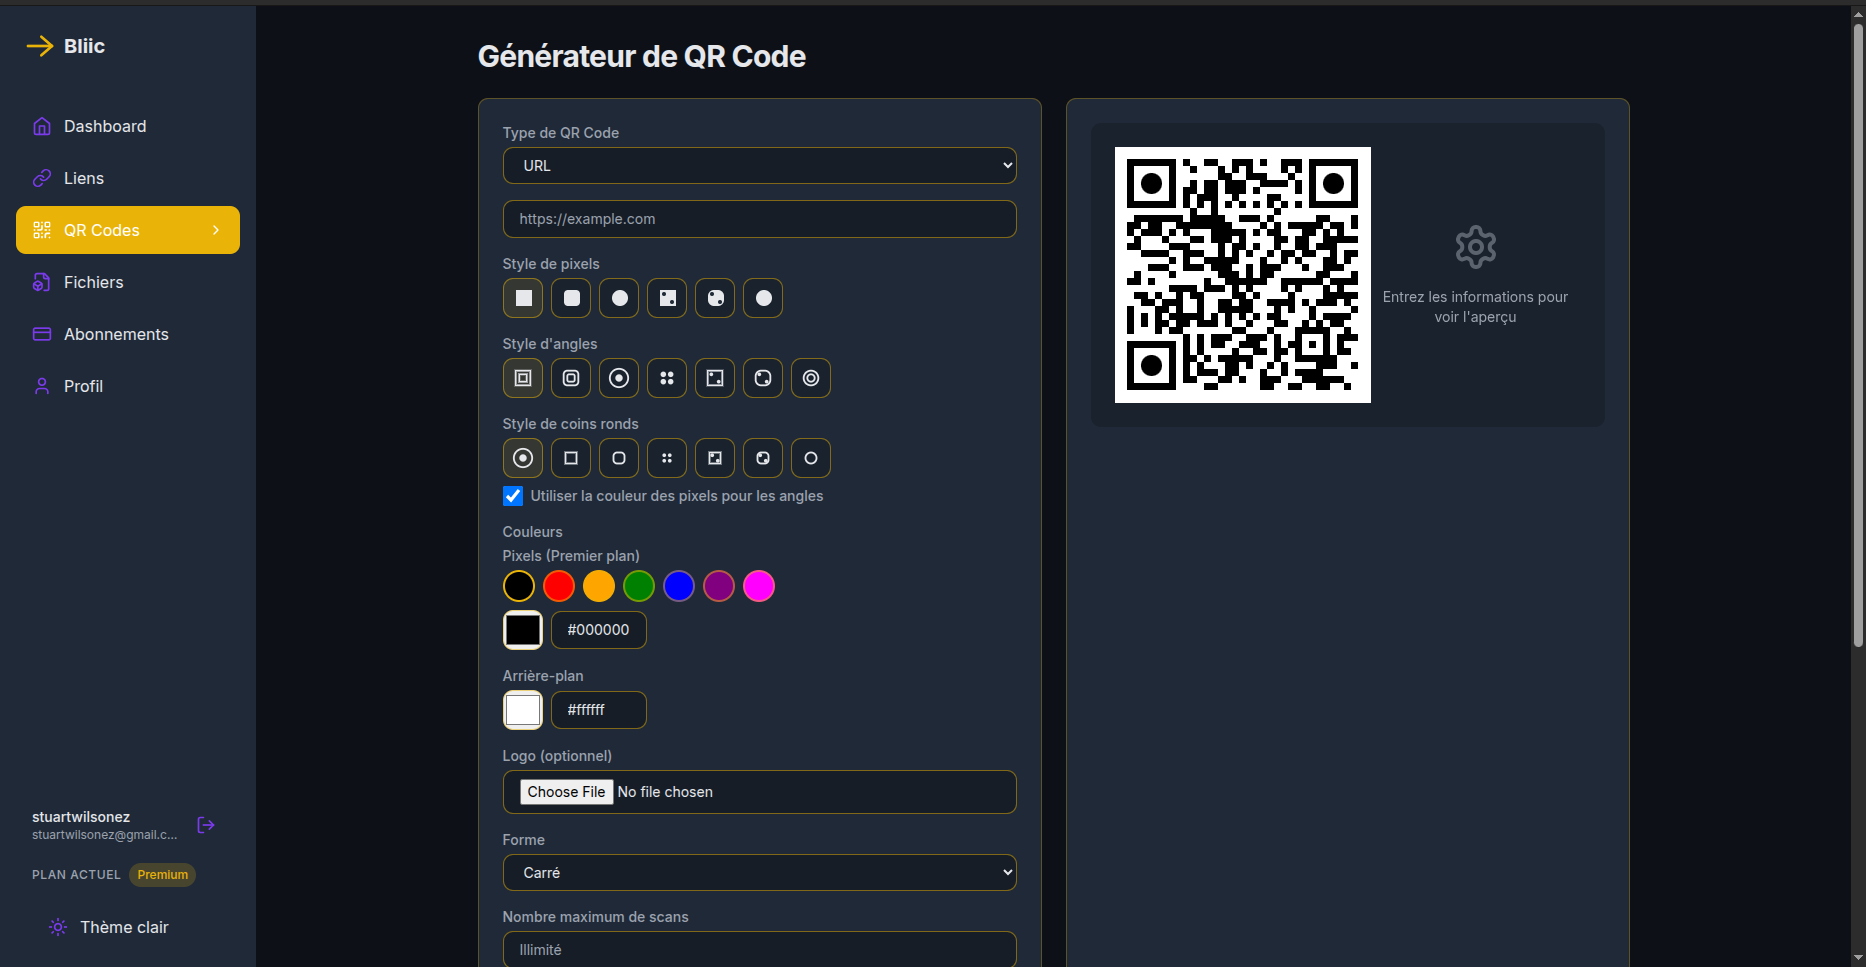 Bliic
Dashboard
Liens
QR Codes
Fichiers
Abonnements
Profil
stuartwilsonez
stuartwilsonez@gmail.c...
PLAN ACTUEL Premium
Thème clair
Générateur de QR Code
Type de QR Code
URL
https://example.com
Style de pixels
Style d'angles
Style de coins ronds
Utiliser la couleur des pixels pour les angles
Couleurs
Pixels (Premier plan)
#000000
Arrière-plan
#ffffff
Logo (optionnel)
Choose File No file chosen
Forme
Carré
Nombre maximum de scans
Illimité
Entrez les informations pour
voir l'aperçu